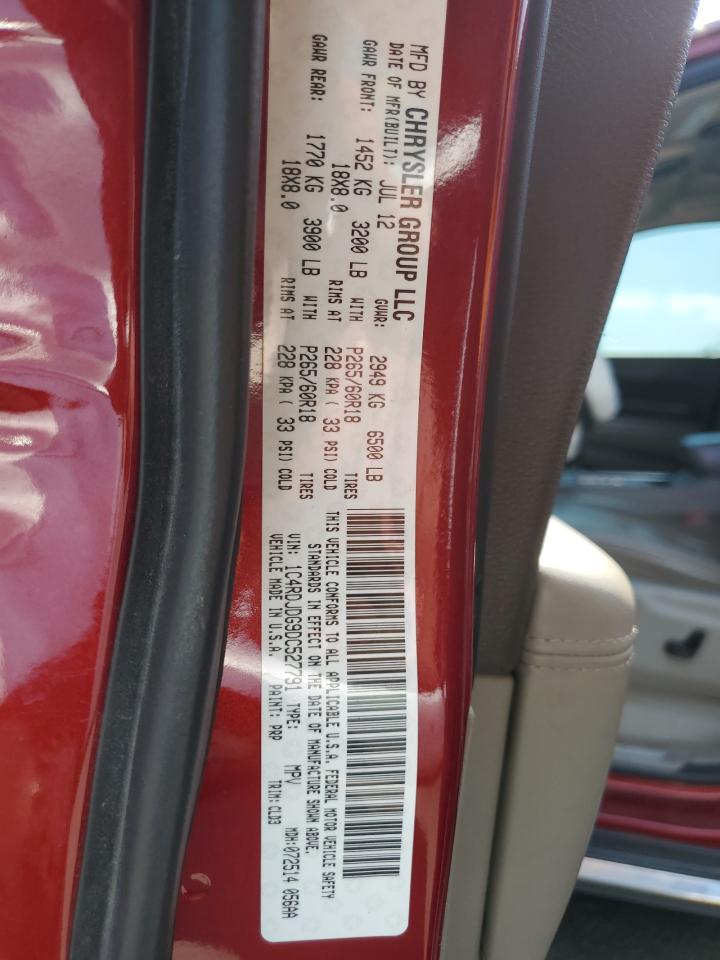 MFD BY CHRYSLER GROUP LLC
DATE OF MFR(BUILT): JUL 12 GVWR: 2949 KG 6500 LB
GAWR FRONT: 1452 KG 3200 LB WITH P265/60R18 TIRES
18X8.0 RIMS AT 228 KPA ( 33 PSI) COLD
GAWR REAR: 1770 KG 3900 LB WITH P265/60R18 TIRES
18X8.0 RIMS AT 228 KPA ( 33 PSI) COLD
THIS VEHICLE CONFORMS TO ALL APPLICABLE U.S.A. FEDERAL MOTOR VEHICLE SAFETY
STANDARDS IN EFFECT ON THE DATE OF MANUFACTURE SHOWN ABOVE.
VIN: 1C4RDJDG9DC527791 TYPE: MPV MDH:072514 056AA
VEHICLE MADE IN U.S.A. PAINT: PRP TRIM:CLD3